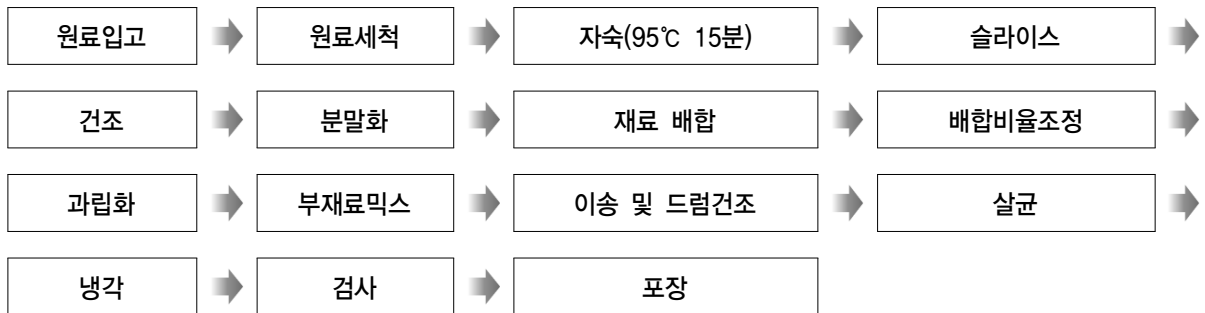 원료입고 원료세척 자숙(95℃ 15분) 슬라이스
건조 분말화 재료 배합 배합비율조정
과립화 부재료믹스 이송 및 드럼건조 살균
냉각 검사 포장